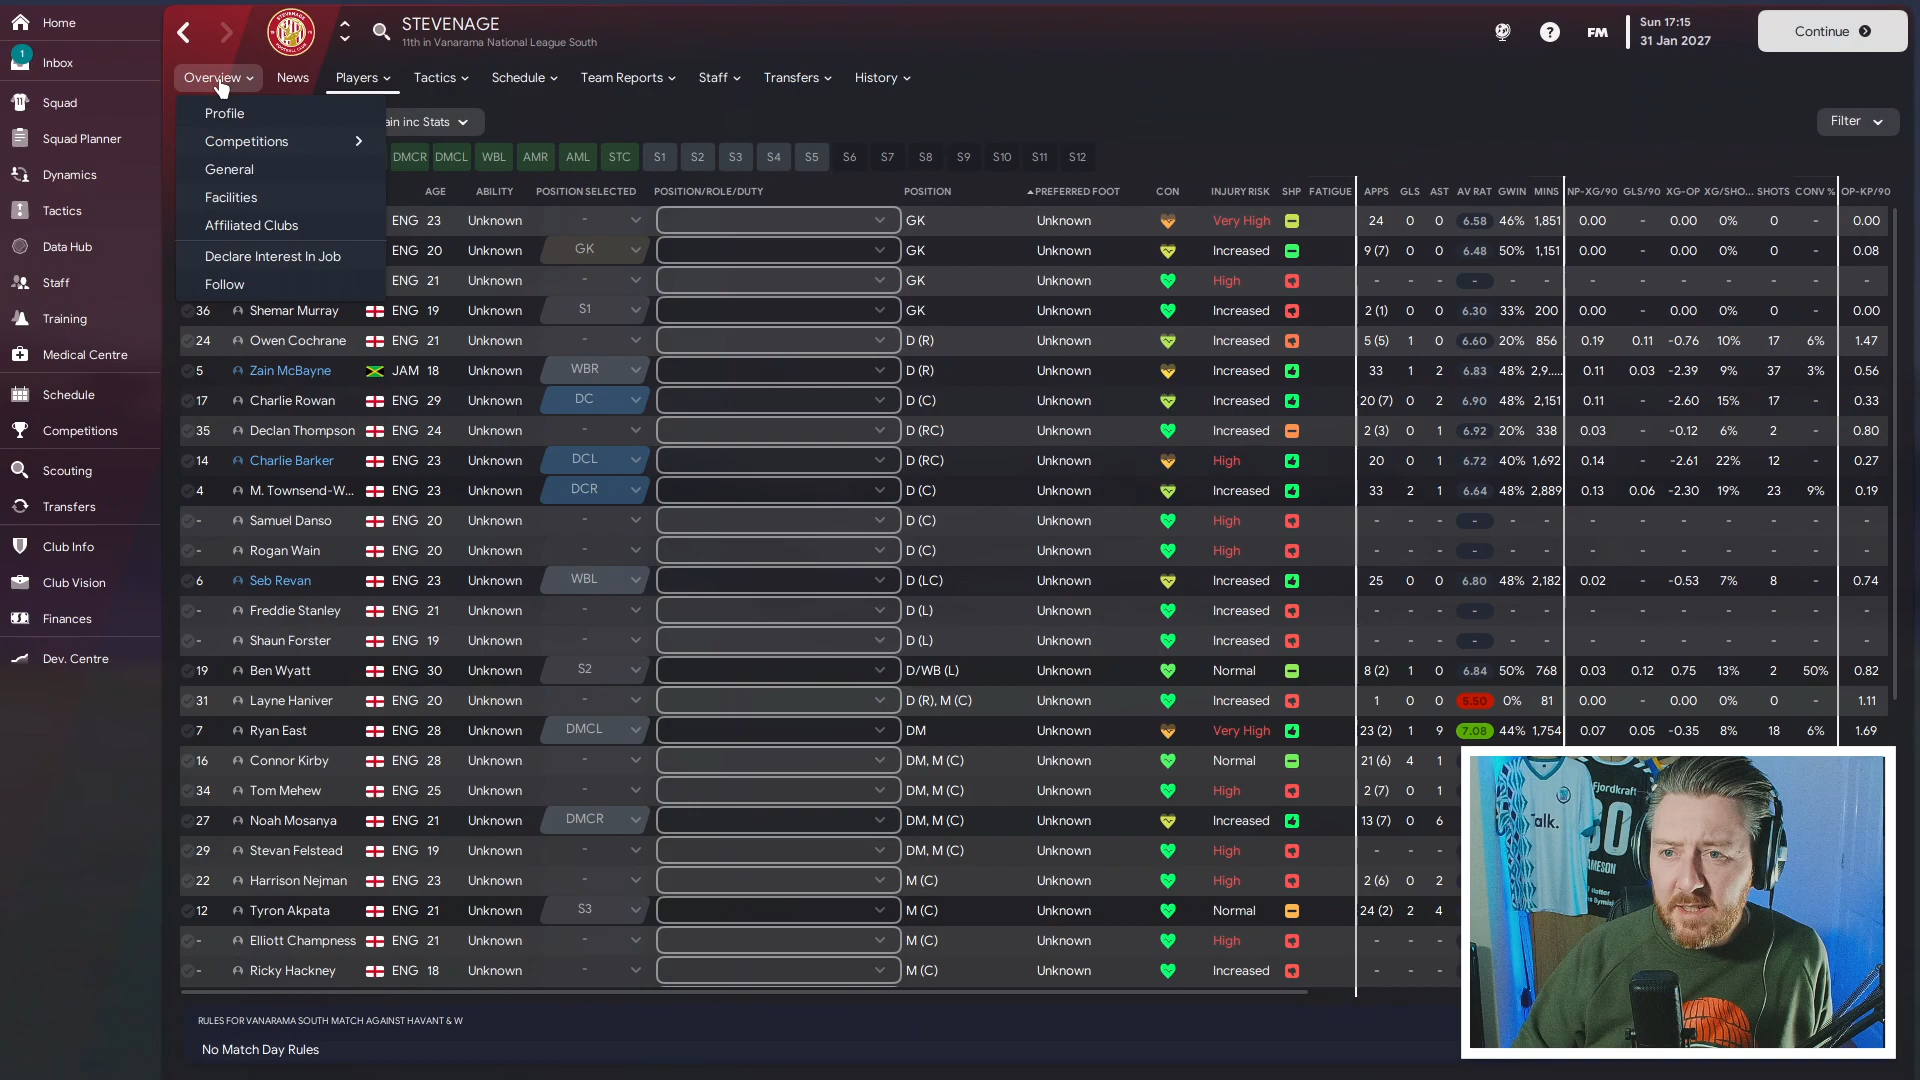 Home
1
Inbox
Squad
Squad Planner
Dynamics
Tactics
Data Hub
Staff
Training
Medical Centre
Schedule
Competitions
Scouting
Transfers
Club Info
Club Vision
Finances
Dev. Centre
STEVENAGE
11th in Vanarama National League South
FM
Sun 17:15
31 Jan 2027
Continue
Overview News Players Tactics Schedule Team Reports Staff Transfers History
Profile
Competitions
General
Facilities
Affiliated Clubs
Declare Interest In Job
Follow
ain inc Stats
Filter
DMCR DMCL WBL AMR AML STC S1 S2 S3 S4 S5 S6 S7 S8 S9 S10 S11 S12
AGE ABILITY POSITION SELECTED POSITION/ROLE/DUTY POSITION PREFERRED FOOT CON INJURY RISK SHP FATIGUE APPS GLS AST AV RAT GWIN MINS NP-XG/90 GLS/90 XG-OP XG/SHO... SHOTS CONV % OP-KP/90
ENG 23 Unknown - GK Unknown Very High 24 0 0 6.58 46% 1,851 0.00 - 0.00 0% 0 - 0.00
ENG 20 Unknown GK GK Unknown Increased 9 (7) 0 0 6.48 50% 1,151 0.00 - 0.00 0% 0 - 0.08
ENG 21 Unknown - GK Unknown High - - - - - - - - - - - - -
36 Shemar Murray ENG 19 Unknown S1 GK Unknown Increased 2 (1) 0 0 6.30 33% 200 0.00 - 0.00 0% 0 - 0.00
24 Owen Cochrane ENG 21 Unknown - D (R) Unknown Increased 5 (5) 1 0 6.60 20% 856 0.19 0.11 -0.76 10% 17 6% 1.47
5 Zain McBayne JAM 18 Unknown WBR D (R) Unknown Increased 33 1 2 6.83 48% 2,9..... 0.11 0.03 -2.39 9% 37 3% 0.56
17 Charlie Rowan ENG 29 Unknown DC D (C) Unknown Increased 20 (7) 0 2 6.90 48% 2,151 0.11 - -2.60 15% 17 - 0.33
35 Declan Thompson ENG 24 Unknown - D (RC) Unknown Increased 2 (3) 0 1 6.92 20% 338 0.03 - -0.12 6% 2 - 0.80
14 Charlie Barker ENG 23 Unknown DCL D (RC) Unknown High 20 0 1 6.72 40% 1,692 0.14 - -2.61 22% 12 - 0.27
4 M. Townsend-W... ENG 23 Unknown DCR D (C) Unknown Increased 33 2 1 6.64 48% 2,889 0.13 0.06 -2.30 19% 23 9% 0.19
- Samuel Danso ENG 20 Unknown - D (C) Unknown High - - - - - - - - - - - - -
- Rogan Wain ENG 20 Unknown - D (C) Unknown High - - - - - - - - - - - - -
6 Seb Revan ENG 23 Unknown WBL D (LC) Unknown Increased 25 0 0 6.80 48% 2,182 0.02 - -0.53 7% 8 - 0.74
- Freddie Stanley ENG 21 Unknown - D (L) Unknown Increased - - - - - - - - - - - - -
- Shaun Forster ENG 19 Unknown - D (L) Unknown Increased - - - - - - - - - - - - -
19 Ben Wyatt ENG 30 Unknown S2 D/WB (L) Unknown Normal 8 (2) 1 0 6.84 50% 768 0.03 0.12 0.75 13% 2 50% 0.82
31 Layne Haniver ENG 20 Unknown - D (R), M (C) Unknown Increased 1 0 0 5.50 0% 81 0.00 - 0.00 0% 0 - 1.11
7 Ryan East ENG 28 Unknown DMCL DM Unknown Very High 23 (2) 1 9 7.08 44% 1,754 0.07 0.05 -0.35 8% 18 6% 1.69
16 Connor Kirby ENG 28 Unknown - DM, M (C) Unknown Normal 21 (6) 4 1
34 Tom Mehew ENG 25 Unknown - DM, M (C) Unknown High 2 (7) 0 1
27 Noah Mosanya ENG 21 Unknown DMCR DM, M (C) Unknown Increased 13 (7) 0 6
29 Stevan Felstead ENG 19 Unknown - DM, M (C) Unknown High - - -
22 Harrison Nejman ENG 23 Unknown - M (C) Unknown High 2 (6) 0 2
12 Tyron Akpata ENG 21 Unknown S3 M (C) Unknown Normal 24 (2) 2 4
- Elliott Champness ENG 21 Unknown - M (C) Unknown High - - -
- Ricky Hackney ENG 18 Unknown - M (C) Unknown Increased - - -
RULES FOR VANARAMA SOUTH MATCH AGAINST HAVANT & W
No Match Day Rules
Fjordkraft
Talk.